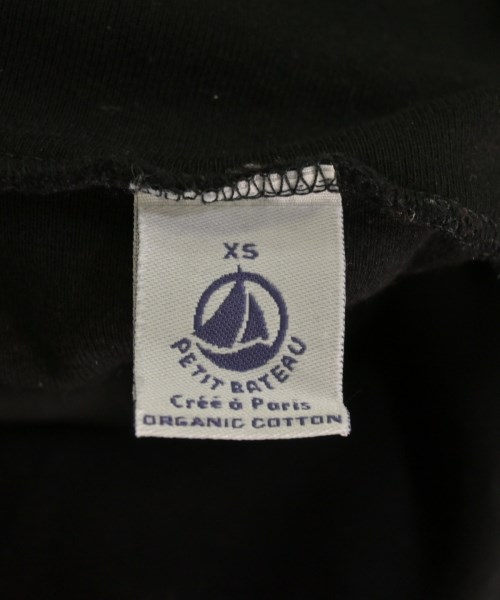 XS
PETIT BATEAU
Créé à Paris
ORGANIC COTTON